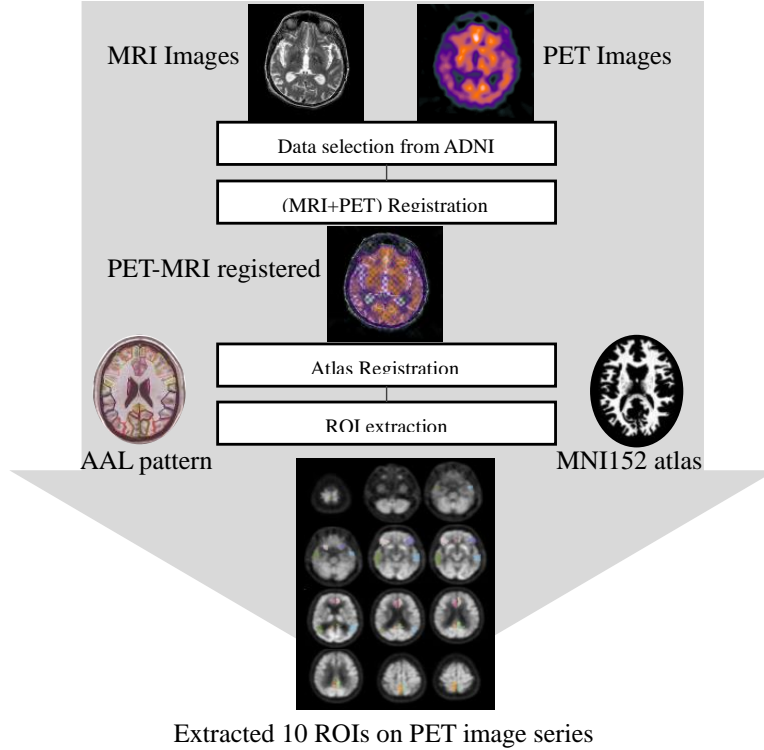 MRI Images
PET Images
Data selection from ADNI
(MRI+PET) Registration
PET-MRI registered
Atlas Registration
ROI extraction
AAL pattern
MNI152 atlas
Extracted 10 ROIs on PET image series